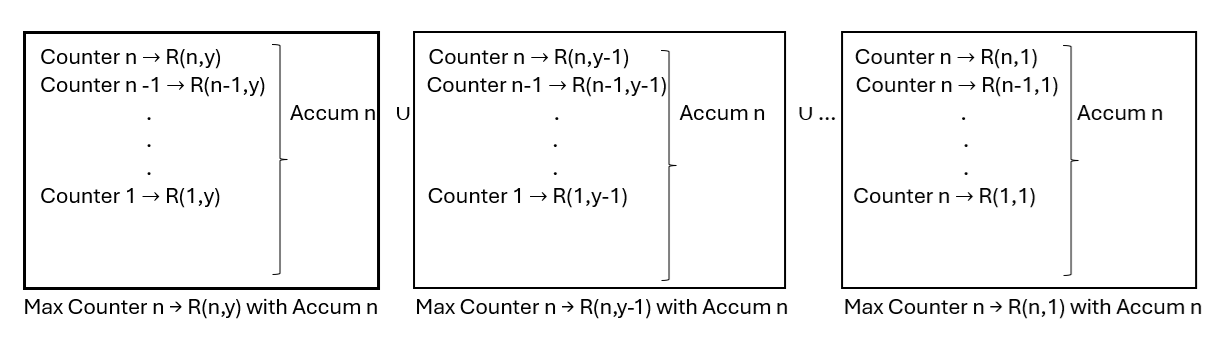 Counter n → R(n,y)
Counter n -1 → R(n-1,y)
.
.
.
Counter 1 → R(1,y)
Accum n
Max Counter n → R(n,y) with Accum n
∪
Counter n → R(n,y-1)
Counter n-1 → R(n-1,y-1)
.
.
.
Counter 1 → R(1,y-1)
Accum n
Max Counter n → R(n,y-1) with Accum n
∪ ...
Counter n → R(n,1)
Counter n → R(n-1,1)
.
.
.
Counter n → R(1,1)
Accum n
Max Counter n → R(n,1) with Accum n